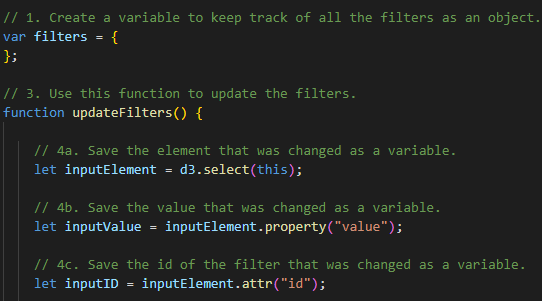 // 1. Create a variable to keep track of all the filters as an object.
var filters = {
};
// 3. Use this function to update the filters.
function updateFilters() {
// 4a. Save the element that was changed as a variable.
let inputElement = d3.select(this);
// 4b. Save the value that was changed as a variable.
let inputValue = inputElement.property("value");
// 4c. Save the id of the filter that was changed as a variable.
let inputID = inputElement.attr("id");